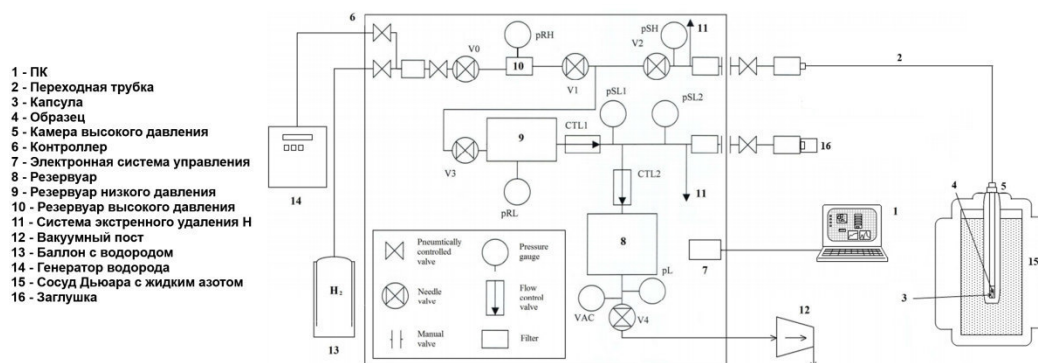 1 - ПК
2 - Переходная трубка
3 - Капсула
4 - Образец
5 - Камера высокого давления
6 - Контроллер
7 - Электронная система управления
8 - Резервуар
9 - Резервуар низкого давления
10 - Резервуар высокого давления
11 - Система экстренного удаления Н
12 - Вакуумный пост
13 - Баллон с водородом
14 - Генератор водорода
15 - Сосуд Дьюара с жидким азотом
16 - Заглушка
6
pRH
V0
10
V1
V2
pSH
11
2
pSL1
pSL2
CTL1
9
V3
pRL
16
CTL2
11
14
8
7
1
4
5
15
3
pL
VAC
V4
12
H2
13
Pneumtically
controlled
valve
Pressure
gauge
Needle
valve
Flow
control
valve
Manual
valve
Filter